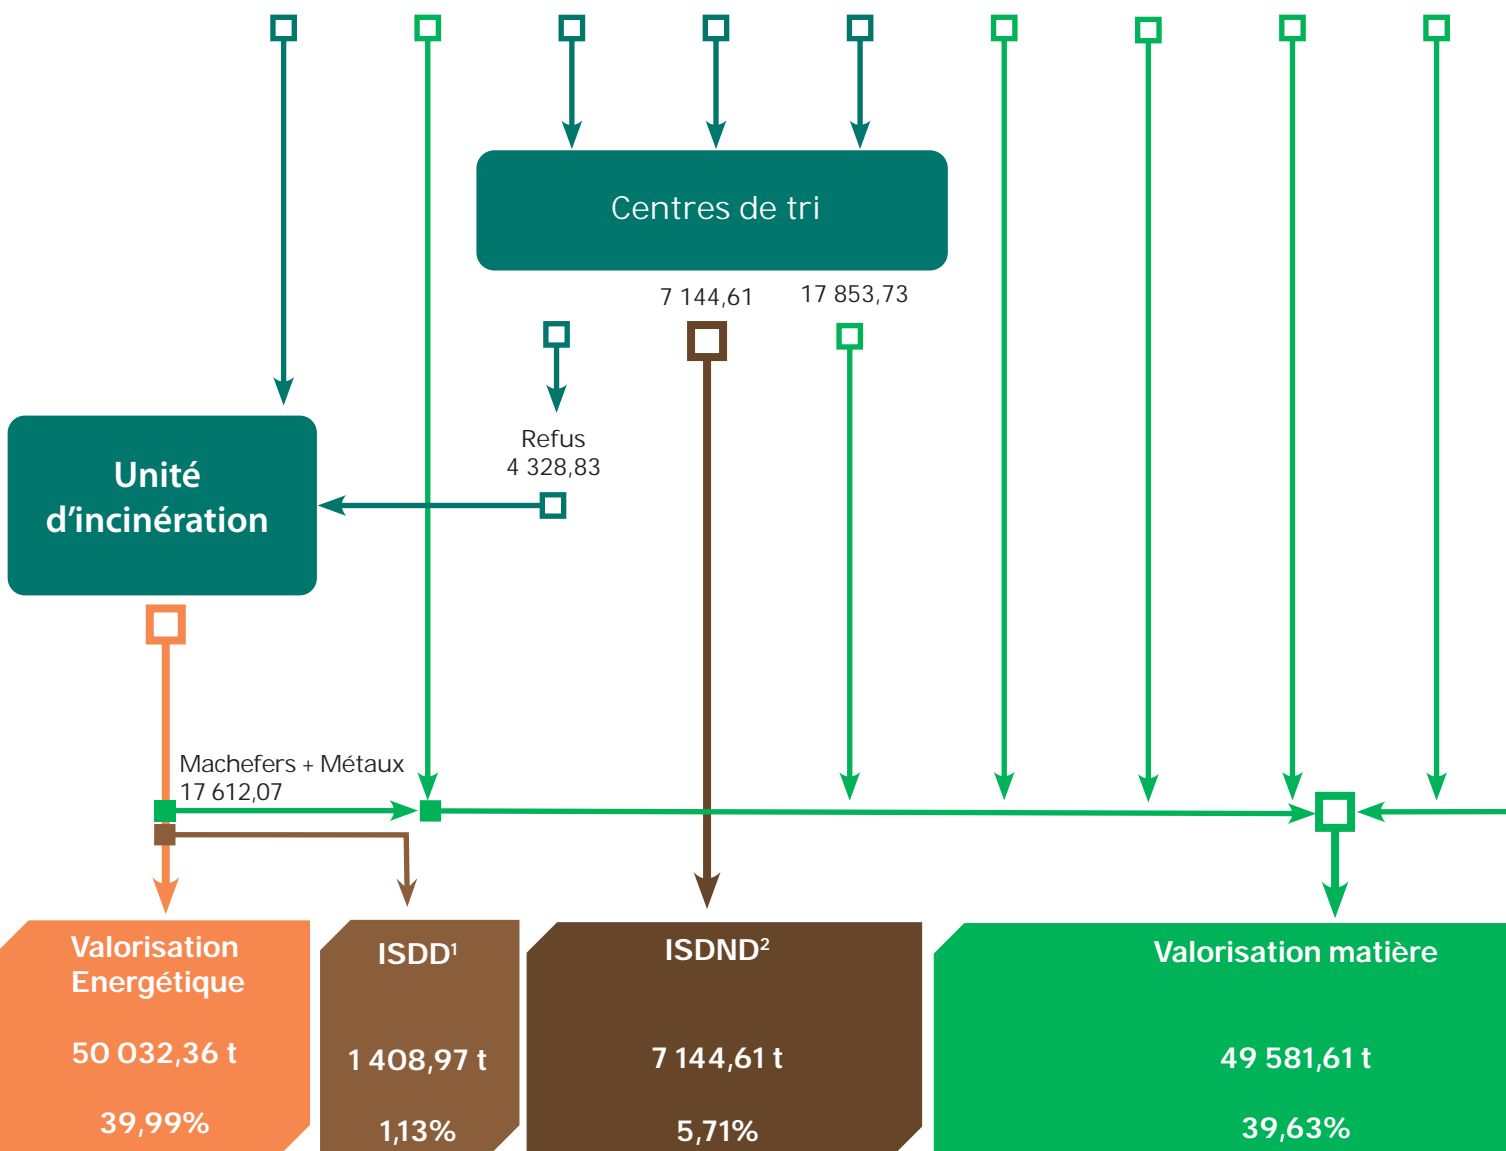 Centres de tri
7 144,61
17 853,73
Refus
4 328,83
Unité
d’incinération
Machefers + Métaux
17 612,07
Valorisation
Energétique
50 032,36 t
39,99%
ISDD¹
1 408,97 t
1,13%
ISDND²
7 144,61 t
5,71%
Valorisation matière
49 581,61 t
39,63%